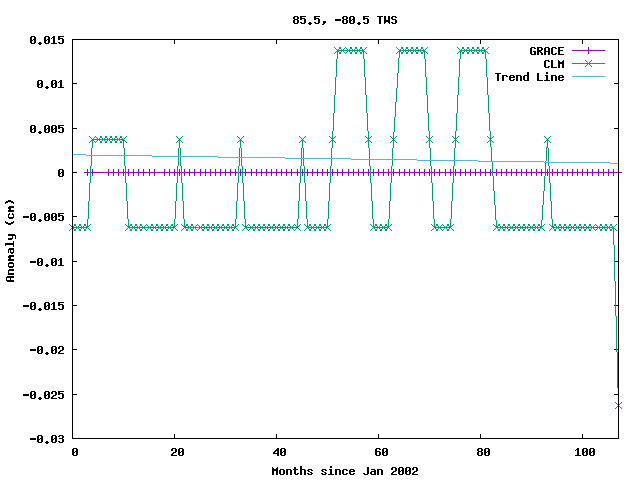 85.5, -80.5 TWS
GRACE
CLM
Trend Line
0.015
0.01
0.005
0
-0.005
-0.01
-0.015
-0.02
-0.025
-0.03
Anomaly (cm)
0 20 40 60 80 100
Months since Jan 2002